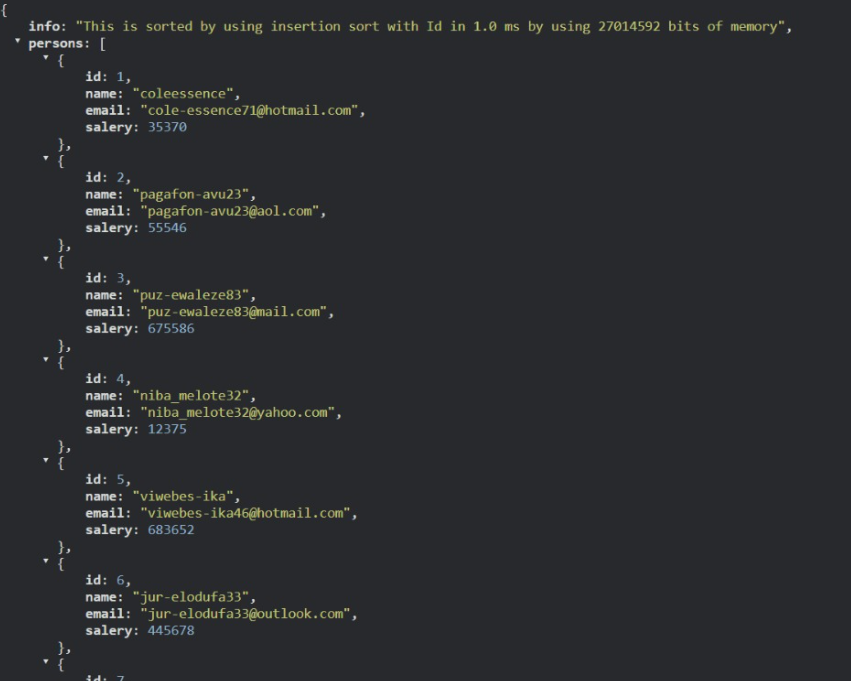 {
info: "This is sorted by using insertion sort with Id in 1.0 ms by using 27014592 bits of memory",
persons: [
{
id: 1,
name: "coleessence",
email: "cole-essence71@hotmail.com",
salery: 35370
},
{
id: 2,
name: "pagafon-avu23",
email: "pagafon-avu23@aol.com",
salery: 55546
},
{
id: 3,
name: "puz-ewaleze83",
email: "puz-ewaleze83@mail.com",
salery: 675586
},
{
id: 4,
name: "niba_melote32",
email: "niba_melote32@yahoo.com",
salery: 12375
},
{
id: 5,
name: "viwebes-ika",
email: "viwebes-ika46@hotmail.com",
salery: 683652
},
{
id: 6,
name: "jur-elodufa33",
email: "jur-elodufa33@outlook.com",
salery: 445678
},
{
id: 7